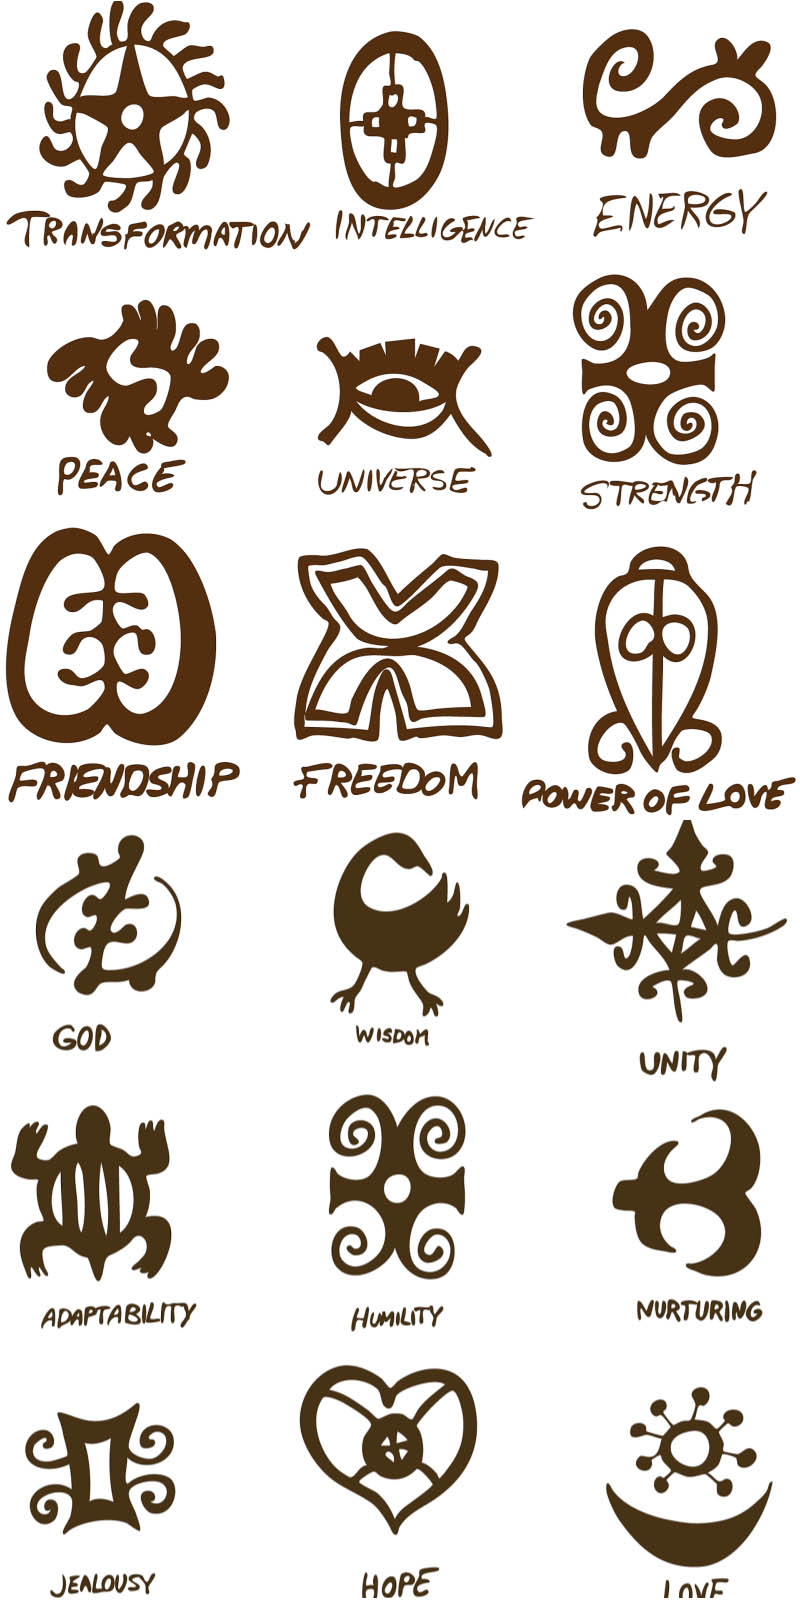 TRANSFORMATION
INTELLIGENCE
ENERGY
PEACE
UNIVERSE
STRENGTH
FRIENDSHIP
FREEDOM
POWER OF LOVE
GOD
WISDOM
UNITY
ADAPTABILITY
HUMILITY
NURTURING
JEALOUSY
HOPE
LOVE